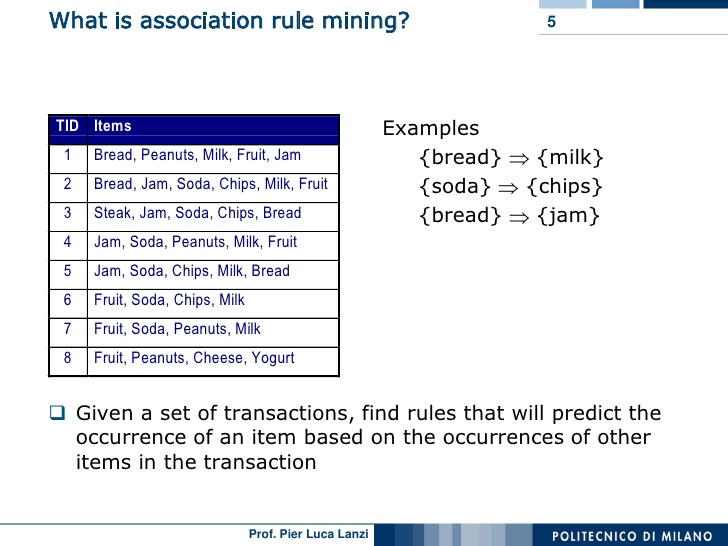 What is association rule mining?
5
TID Items
1 Bread, Peanuts, Milk, Fruit, Jam
2 Bread, Jam, Soda, Chips, Milk, Fruit
3 Steak, Jam, Soda, Chips, Bread
4 Jam, Soda, Peanuts, Milk, Fruit
5 Jam, Soda, Chips, Milk, Bread
6 Fruit, Soda, Chips, Milk
7 Fruit, Soda, Peanuts, Milk
8 Fruit, Peanuts, Cheese, Yogurt
Examples
{bread} ⇒ {milk}
{soda} ⇒ {chips}
{bread} ⇒ {jam}
❑ Given a set of transactions, find rules that will predict the
occurrence of an item based on the occurrences of other
items in the transaction
Prof. Pier Luca Lanzi
POLITECNICO DI MILANO